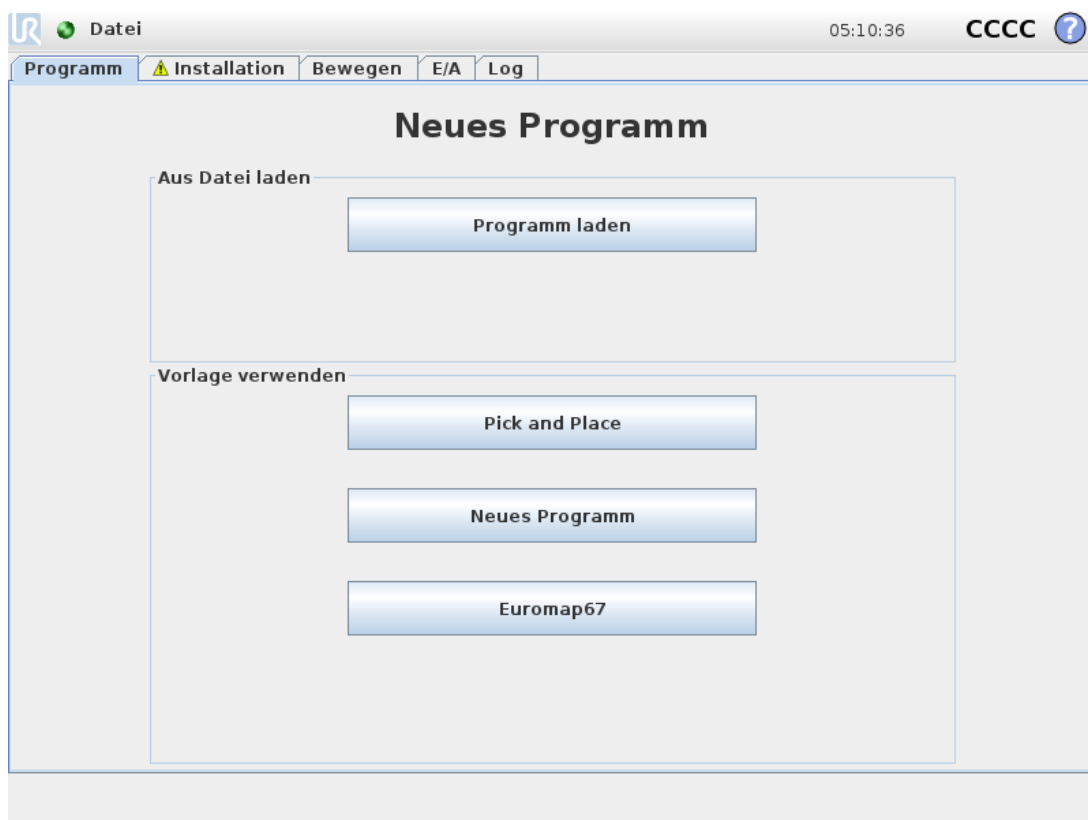 UR Datei 05:10:36 CCCC ?
Programm Installation Bewegen E/A Log
Neues Programm
Aus Datei laden
Programm laden
Vorlage verwenden
Pick and Place
Neues Programm
Euromap67